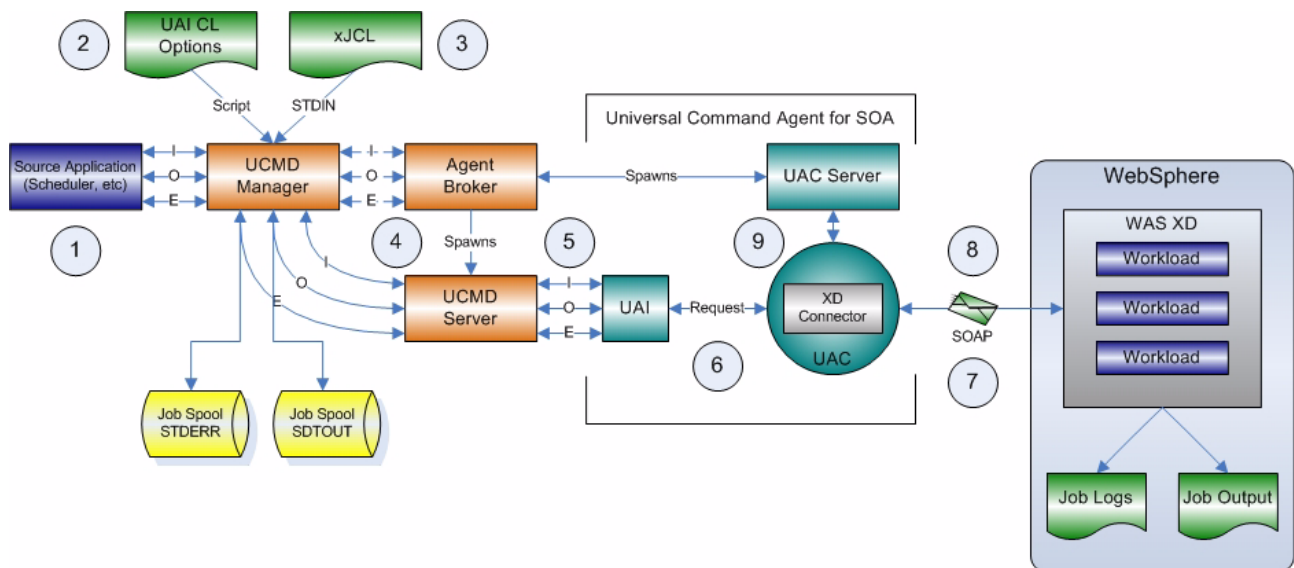 2
UAI CL
Options
xJCL
3
Script
STDIN
Universal Command Agent for SOA
Source Application
(Scheduler, etc)
I
O
E
UCMD
Manager
I
O
E
Agent
Broker
Spawns
UAC Server
WebSphere
WAS XD
Workload
Workload
Workload
1
4
Spawns
5
9
8
I
O
E
UCMD
Server
I
O
E
UAI
Request
XD
Connector
UAC
SOAP
6
7
Job Spool
STDERR
Job Spool
SDTOUT
Job Logs
Job Output